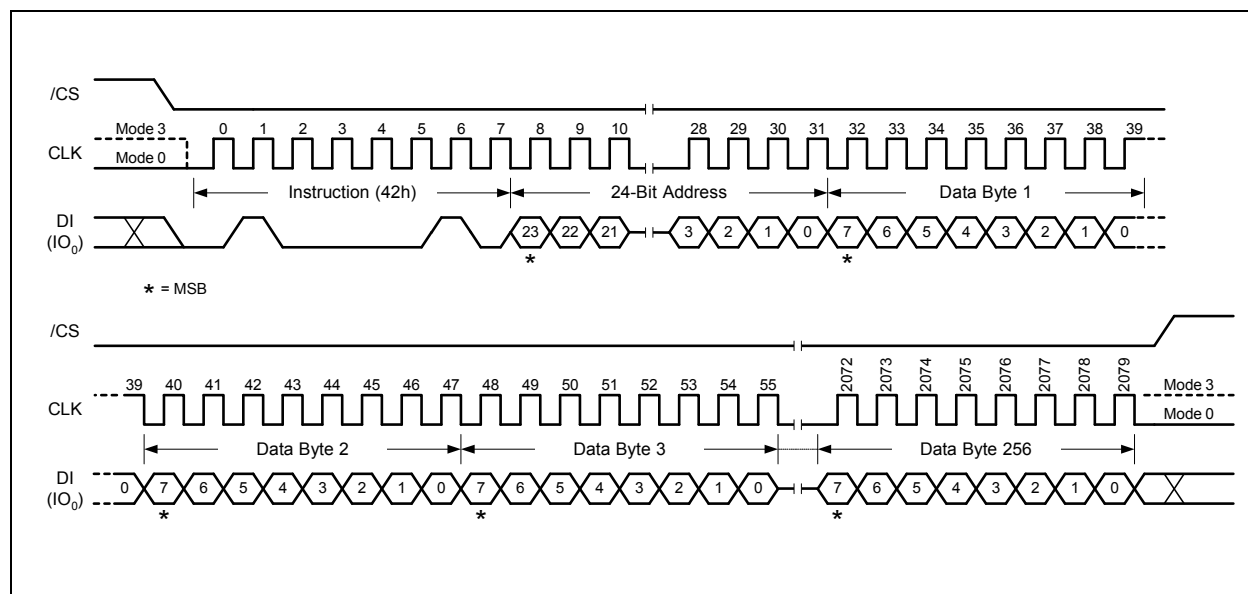 /CS
Mode 3 0 1 2 3 4 5 6 7 8 9 10 28 29 30 31 32 33 34 35 36 37 38 39
CLK Mode 0
Instruction (42h) 24-Bit Address Data Byte 1
DI
(IO0) 23 22 21 3 2 1 0 7 6 5 4 3 2 1 0
* *
* = MSB
/CS
39 40 41 42 43 44 45 46 47 48 49 50 51 52 53 54 55 2072 2073 2074 2075 2076 2077 2078 2079 Mode 3
CLK Mode 0
Data Byte 2 Data Byte 3 Data Byte 256
DI
(IO0) 0 7 6 5 4 3 2 1 0 7 6 5 4 3 2 1 0 7 6 5 4 3 2 1 0
* * *